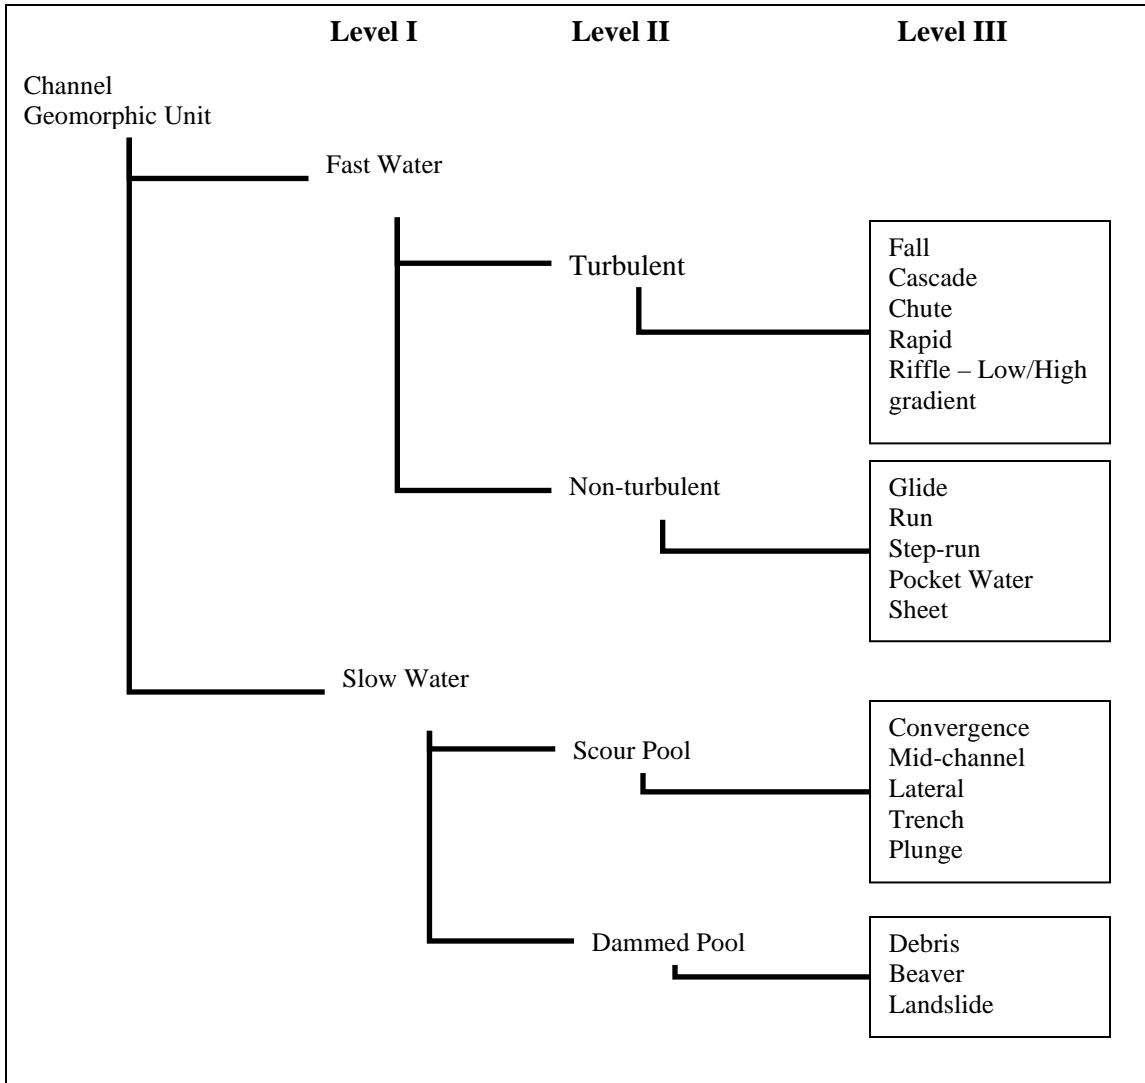 Level I Level II Level III
Channel
Geomorphic Unit
Fast Water
Turbulent
Fall
Cascade
Chute
Rapid
Riffle – Low/High
gradient
Non-turbulent
Glide
Run
Step-run
Pocket Water
Sheet
Slow Water
Scour Pool
Convergence
Mid-channel
Lateral
Trench
Plunge
Dammed Pool
Debris
Beaver
Landslide